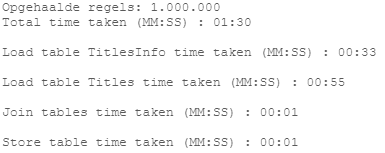 Opgehaalde regels: 1.000.000
Total time taken (MM:SS) : 01:30
Load table TitlesInfo time taken (MM:SS) : 00:33
Load table Titles time taken (MM:SS) : 00:55
Join tables time taken (MM:SS) : 00:01
Store table time taken (MM:SS) : 00:01